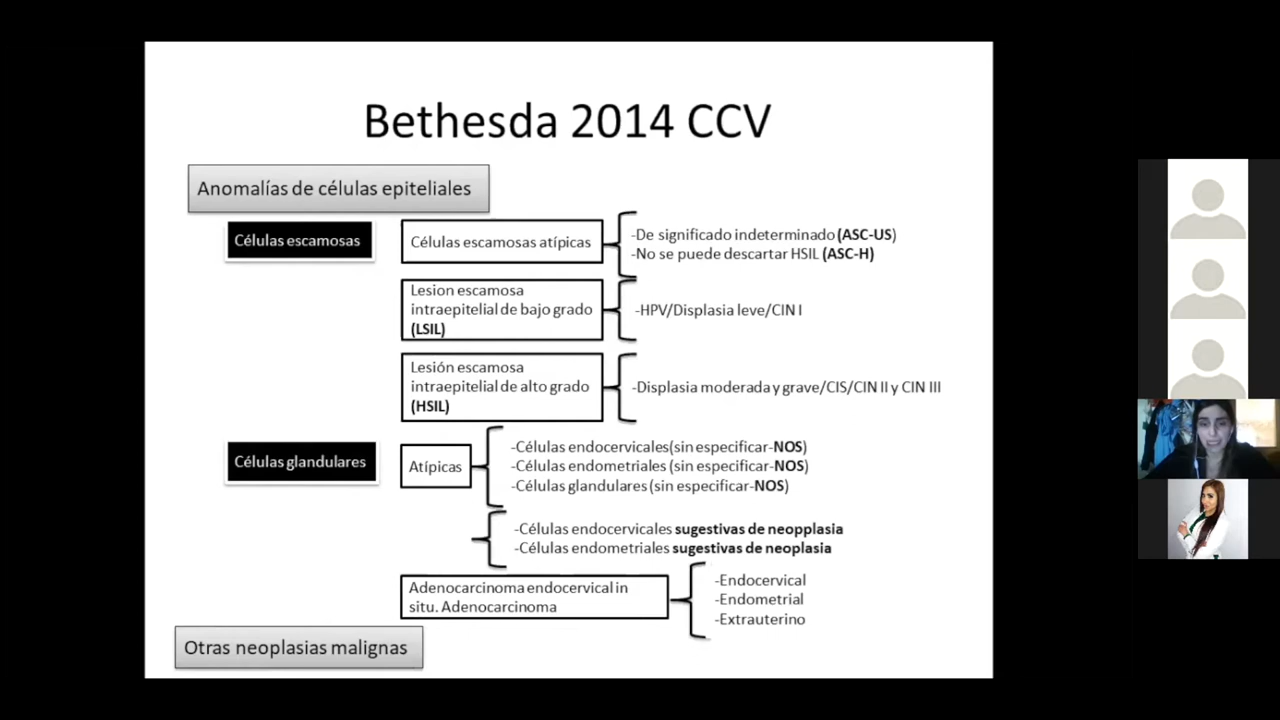 Bethesda 2014 CCV
Anomalías de células epiteliales
Células escamosas
Células escamosas atípicas
-De significado indeterminado (ASC-US)
-No se puede descartar HSIL (ASC-H)
Lesion escamosa
intraepitelial de bajo grado
(LSIL)
-HPV/Displasia leve/CIN I
Lesión escamosa
intraepitelial de alto grado
(HSIL)
-Displasia moderada y grave/CIS/CIN II y CIN III
Células glandulares
Atípicas
-Células endocervicales(sin especificar-NOS)
-Células endometriales (sin especificar-NOS)
-Células glandulares (sin especificar-NOS)
-Células endocervicales sugestivas de neopplasia
-Células endometriales sugestivas de neoplasia
Adenocarcinoma endocervical in
situ. Adenocarcinoma
-Endocervical
-Endometrial
-Extrauterino
Otras neoplasias malignas